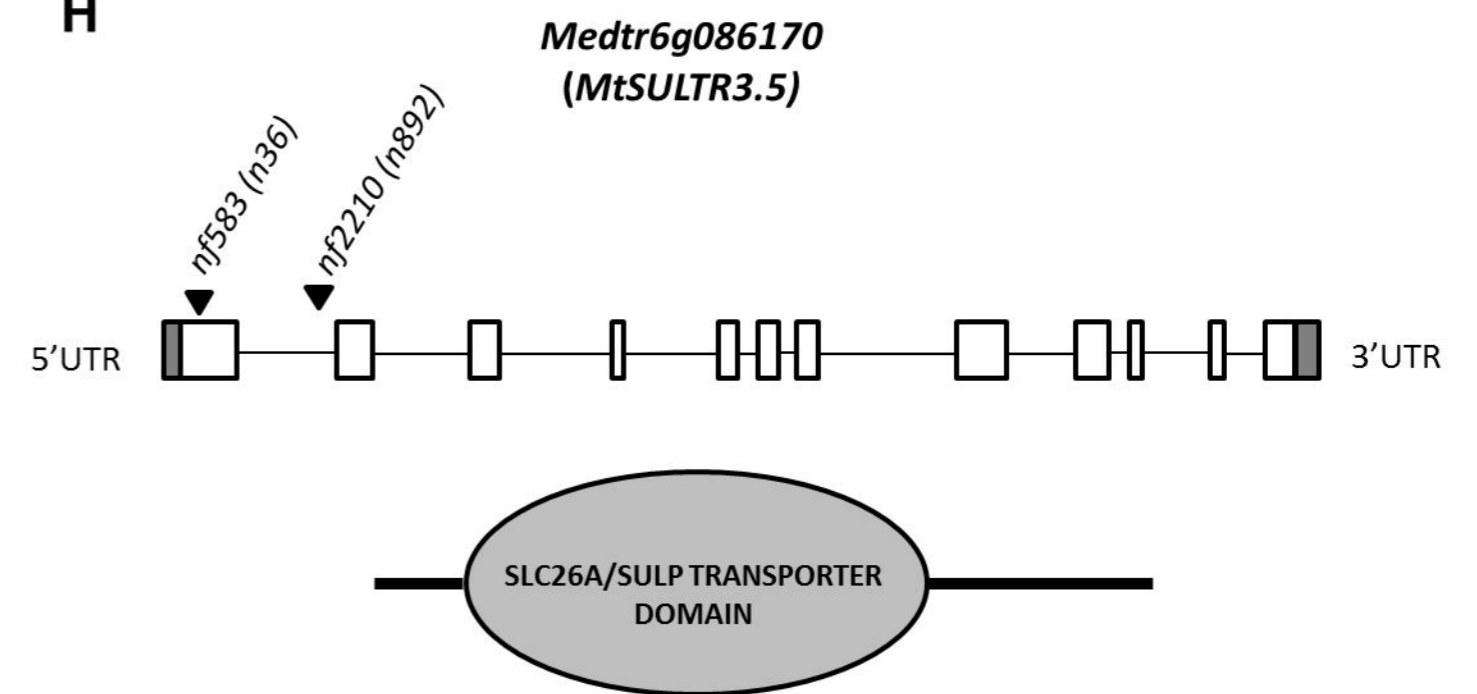 H
Medtr6g086170
(MtSULTR3.5)
nf583 (n36)
nf2210 (n892)
5’UTR
3’UTR
SLC26A/SULP TRANSPORTER
DOMAIN